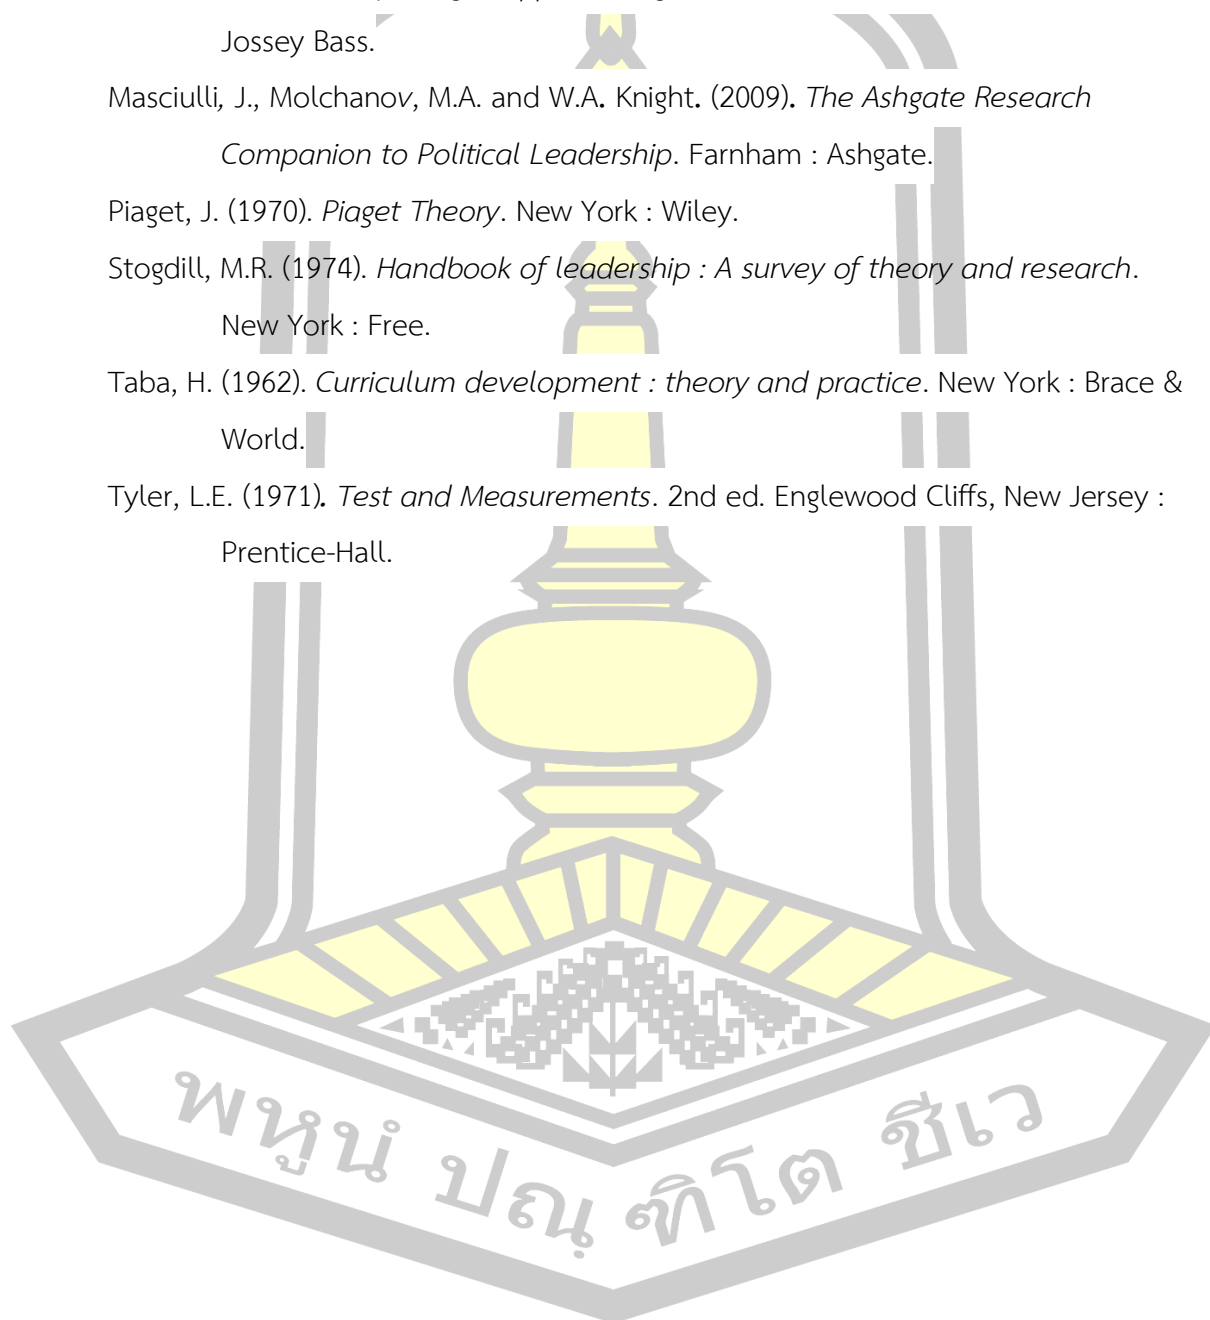 Jossey Bass.
Masciulli, J., Molchanov, M.A. and W.A. Knight. (2009). The Ashgate Research
Companion to Political Leadership. Farnham : Ashgate.
Piaget, J. (1970). Piaget Theory. New York : Wiley.
Stogdill, M.R. (1974). Handbook of leadership : A survey of theory and research.
New York : Free.
Taba, H. (1962). Curriculum development : theory and practice. New York : Brace &
World.
Tyler, L.E. (1971). Test and Measurements. 2nd ed. Englewood Cliffs, New Jersey :
Prentice-Hall.
พหูนํ ปณฺฑิโต ชีเว